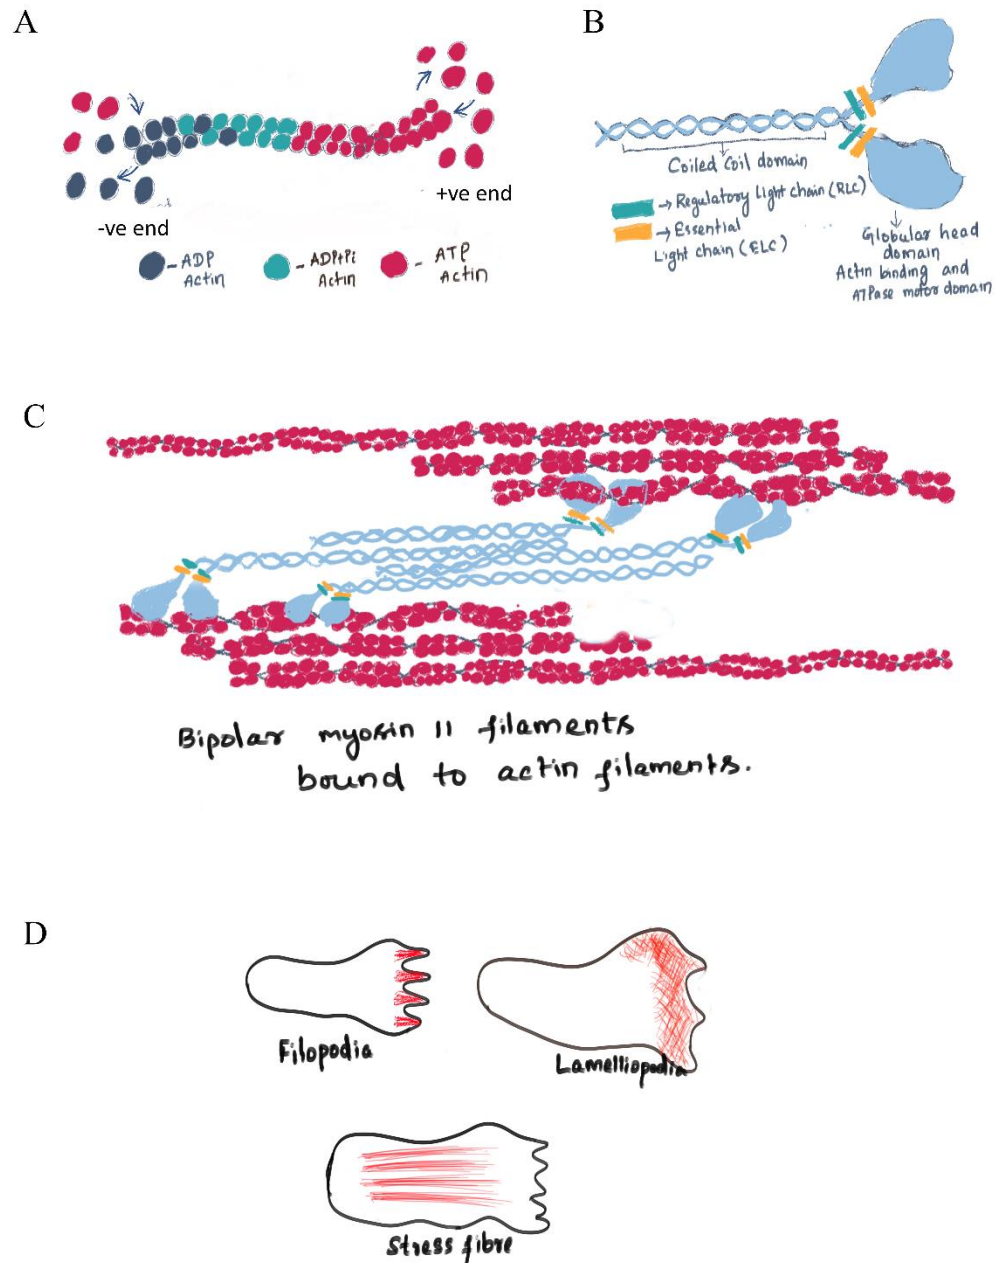 A
+ve end
-ve end
- ADP
Actin
- ADP+Pi
Actin
- ATP
Actin
B
Coiled Coil domain
→ Regulatory Light chain (RLC)
→ Essential
Light chain (ELC)
Globular head
domain
Actin binding and
ATPase motor domain
C
Bipolar myosin II filaments
bound to actin filaments.
D
Filopodia
Lamelliopodia
Stress fibre